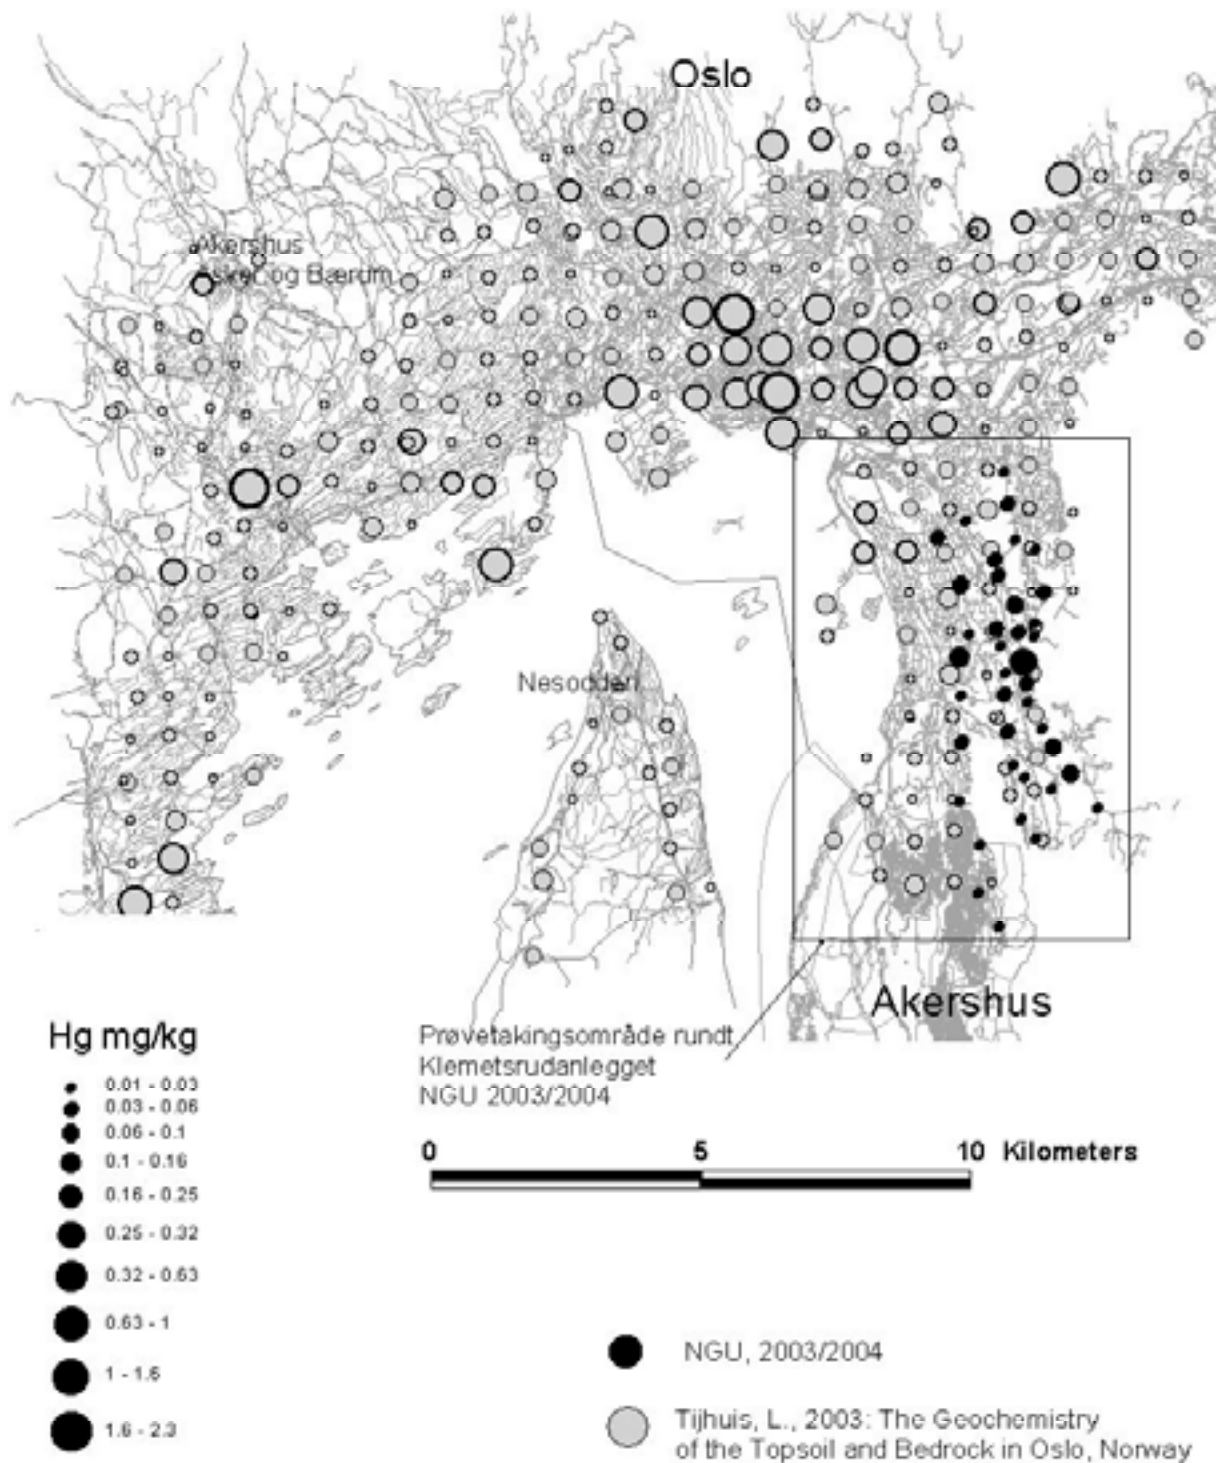 Oslo
Akershus
Asker og Bærum
Nesodden
Akershus
Prøvetakingsområde rundt
Klemetsrudanlegget
NGU 2003/2004
Hg mg/kg
0.01 - 0.03
0.03 - 0.06
0.06 - 0.1
0.1 - 0.16
0.16 - 0.25
0.25 - 0.32
0.32 - 0.63
0.63 - 1
1 - 1.6
1.6 - 2.3
0 5 10 Kilometers
NGU, 2003/2004
Tijhuis, L., 2003: The Geochemistry
of the Topsoil and Bedrock in Oslo, Norway